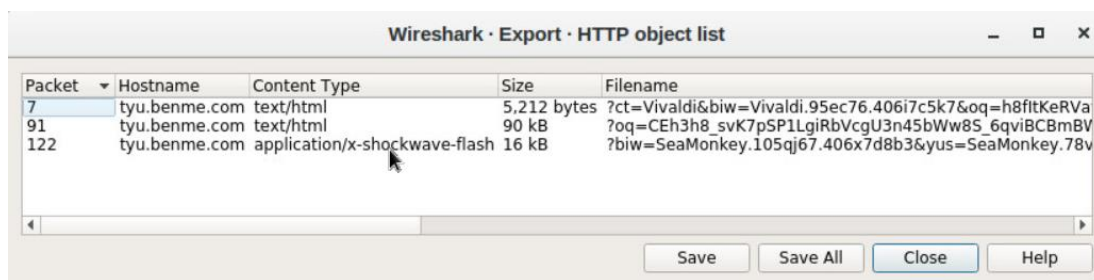 Wireshark · Export · HTTP object list
Packet Hostname Content Type Size Filename
7 tyu.benme.com text/html 5,212 bytes ?ct=Vivaldi&biw=Vivaldi.95ec76.406i7c5k7&oq=h8fItKeRVa
91 tyu.benme.com text/html 90 kB ?oq=CEh3h8_svK7pSP1LgiRbVcgU3n45bWw8S_6qviBCBmBV
122 tyu.benme.com application/x-shockwave-flash 16 kB ?biw=SeaMonkey.105qj67.406x7d8b3&yus=SeaMonkey.78v
Save Save All Close Help